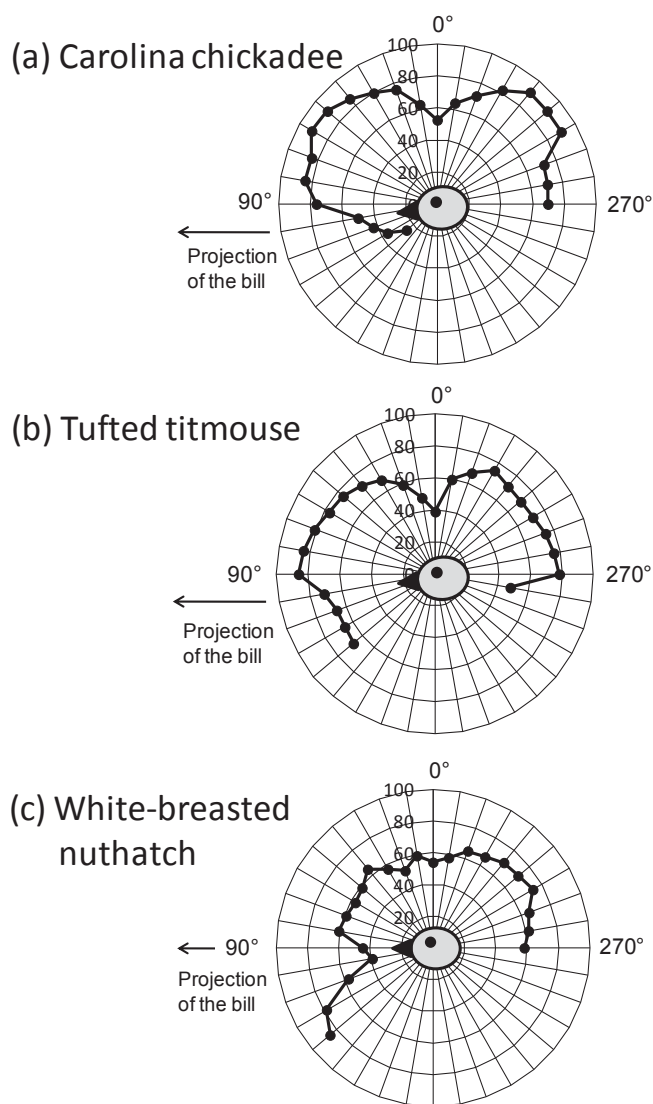 (a) Carolina chickadee
0°
100
80
60
40
20
0
90°
270°
Projection
of the bill
(b) Tufted titmouse
0°
100
80
60
40
20
0
90°
270°
Projection
of the bill
(c) White-breasted
nuthatch
0°
100
80
60
40
20
90°
270°
Projection
of the bill